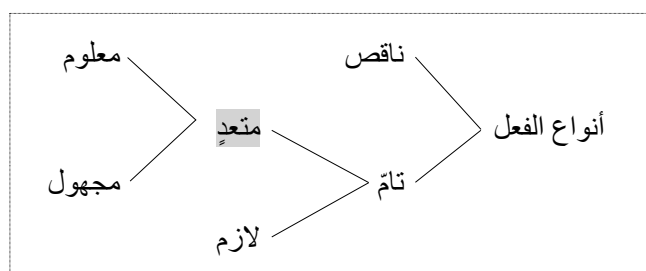 أنواع الفعل
ناقص
تامّ
متعدٍ
لازم
معلوم
مجهول